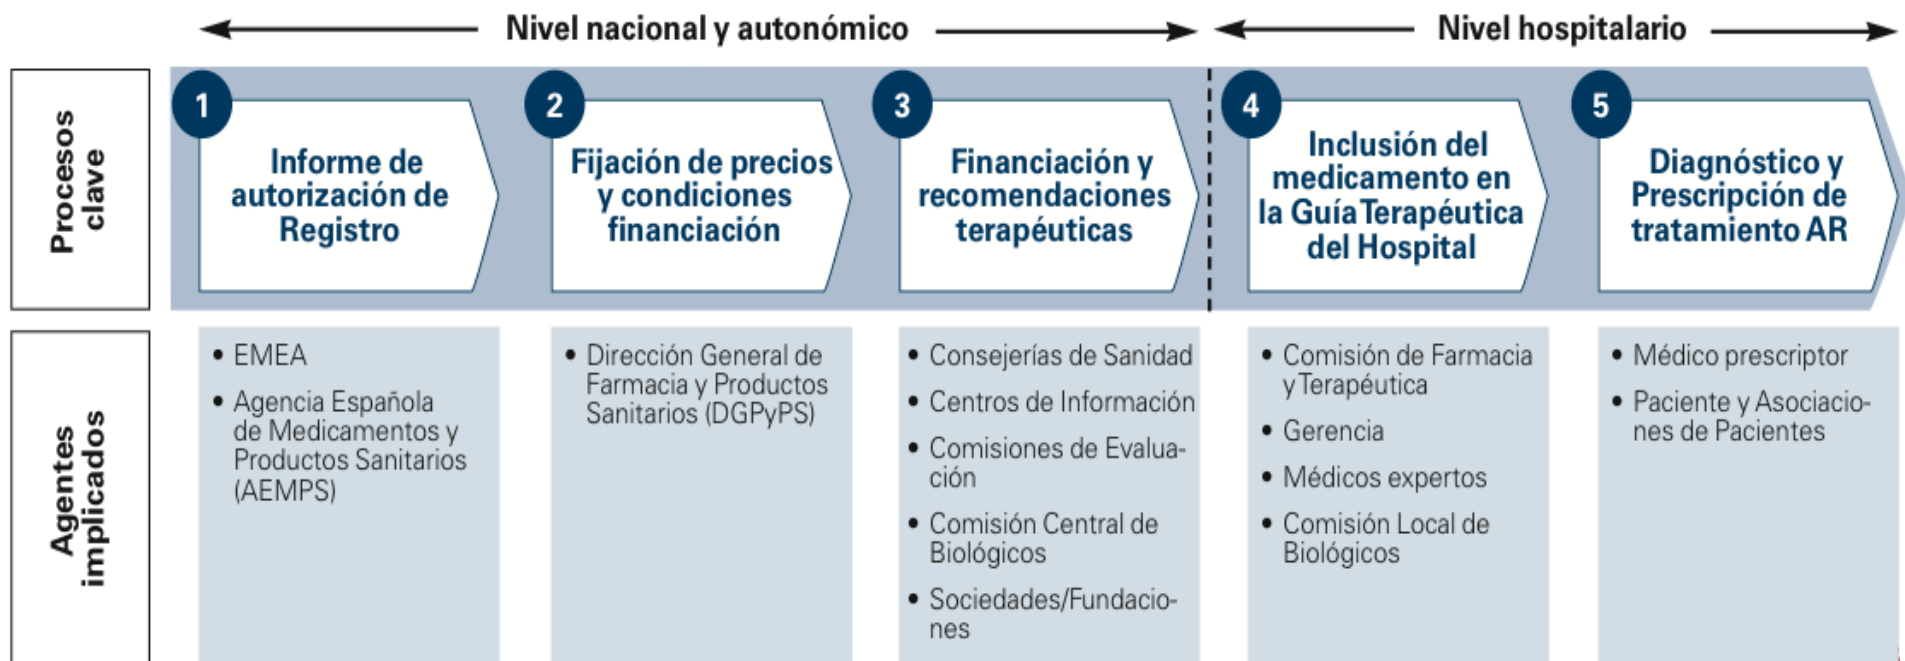 Nivel nacional y autonómico
Nivel hospitalario
Procesos
clave
1
Informe de
autorización de
Registro
2
Fijación de precios
y condiciones
financiación
3
Financiación y
recomendaciones
terapéuticas
4
Inclusión del
medicamento en
la Guía Terapéutica
del Hospital
5
Diagnóstico y
Prescripción de
tratamiento AR
Agentes
implicados
• EMEA
• Agencia Española
de Medicamentos y
Productos Sanitarios
(AEMPS)
• Dirección General de
Farmacia y Productos
Sanitarios (DGPyPS)
• Consejerías de Sanidad
• Centros de Información
• Comisiones de Evalua-
ción
• Comisión Central de
Biológicos
• Sociedades/Fundacio-
nes
• Comisión de Farmacia
y Terapéutica
• Gerencia
• Médicos expertos
• Comisión Local de
Biológicos
• Médico prescriptor
• Paciente y Asociacio-
nes de Pacientes